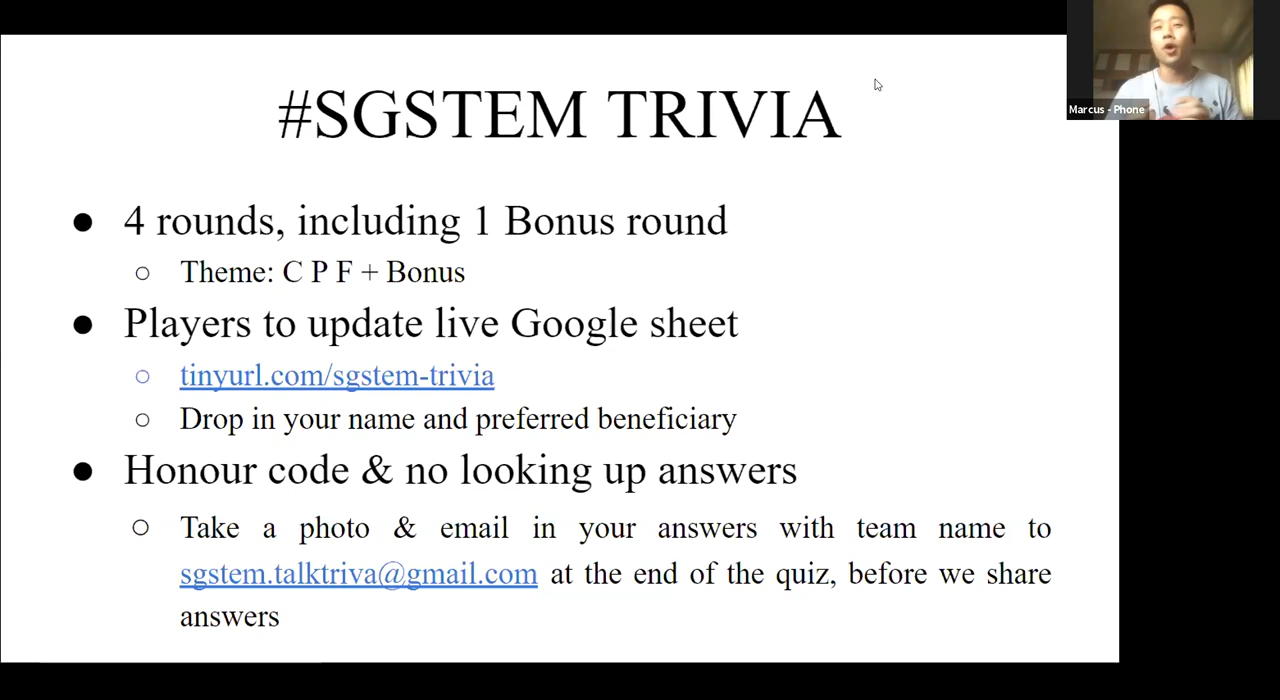 #SGSTEM TRIVIA
Marcus - Phone
● 4 rounds, including 1 Bonus round
○ Theme: C P F + Bonus
● Players to update live Google sheet
○ tinyurl.com/sgstem-trivia
○ Drop in your name and preferred beneficiary
● Honour code & no looking up answers
○ Take a photo & email in your answers with team name to
sgstem.talktriva@gmail.com at the end of the quiz, before we share
answers